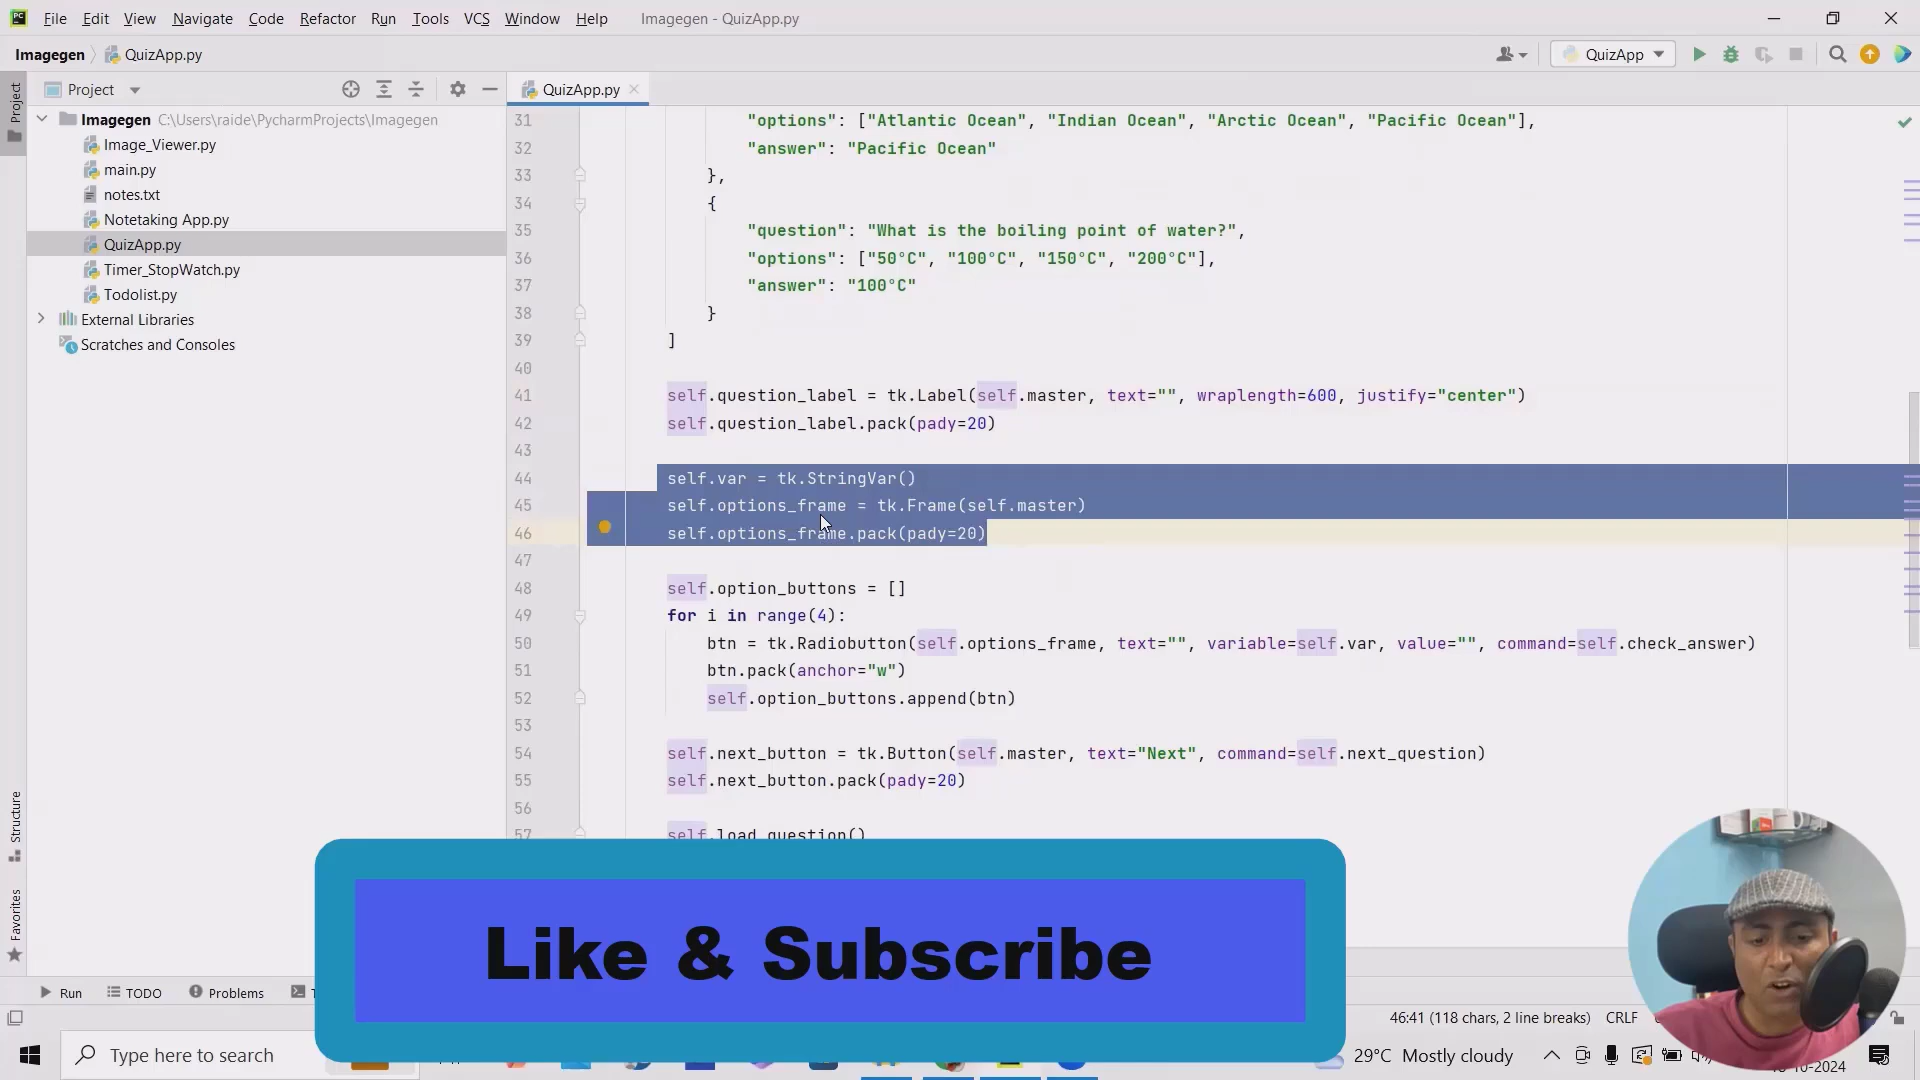 File Edit View Navigate Code Refactor Run Tools VCS Window Help Imagegen - QuizApp.py
Imagegen QuizApp.py QuizApp
Project
Project
QuizApp.py
Imagegen C:\Users\raide\PycharmProjects\Imagegen
Image_Viewer.py
main.py
notes.txt
Notetaking App.py
QuizApp.py
Timer_StopWatch.py
Todolist.py
External Libraries
Scratches and Consoles
31 "options": ["Atlantic Ocean", "Indian Ocean", "Arctic Ocean", "Pacific Ocean"],
32 "answer": "Pacific Ocean"
33 },
34 {
35 "question": "What is the boiling point of water?",
36 "options": ["50°C", "100°C", "150°C", "200°C"],
37 "answer": "100°C"
38 }
39 ]
40
41 self.question_label = tk.Label(self.master, text="", wraplength=600, justify="center")
42 self.question_label.pack(pady=20)
43
44 self.var = tk.StringVar()
45 self.options_frame = tk.Frame(self.master)
46 self.options_frame.pack(pady=20)
47
48 self.option_buttons = []
49 for i in range(4):
50 btn = tk.Radiobutton(self.options_frame, text="", variable=self.var, value="", command=self.check_answer)
51 btn.pack(anchor="w")
52 self.option_buttons.append(btn)
53
54 self.next_button = tk.Button(self.master, text="Next", command=self.next_question)
55 self.next_button.pack(pady=20)
56
57 self.load_question()
Structure
Favorites
Like & Subscribe
Run TODO Problems
46:41 (118 chars, 2 line breaks) CRLF
Type here to search
29°C Mostly cloudy
-10-2024